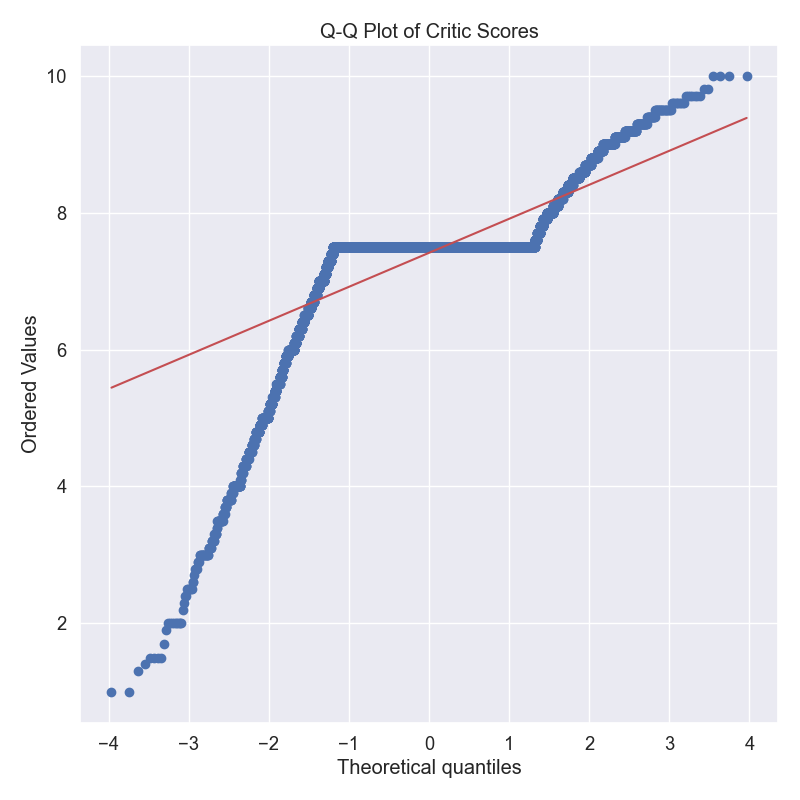 Q-Q Plot of Critic Scores
10
8
6
4
2
Ordered Values
−4 −3 −2 −1 0 1 2 3 4
Theoretical quantiles